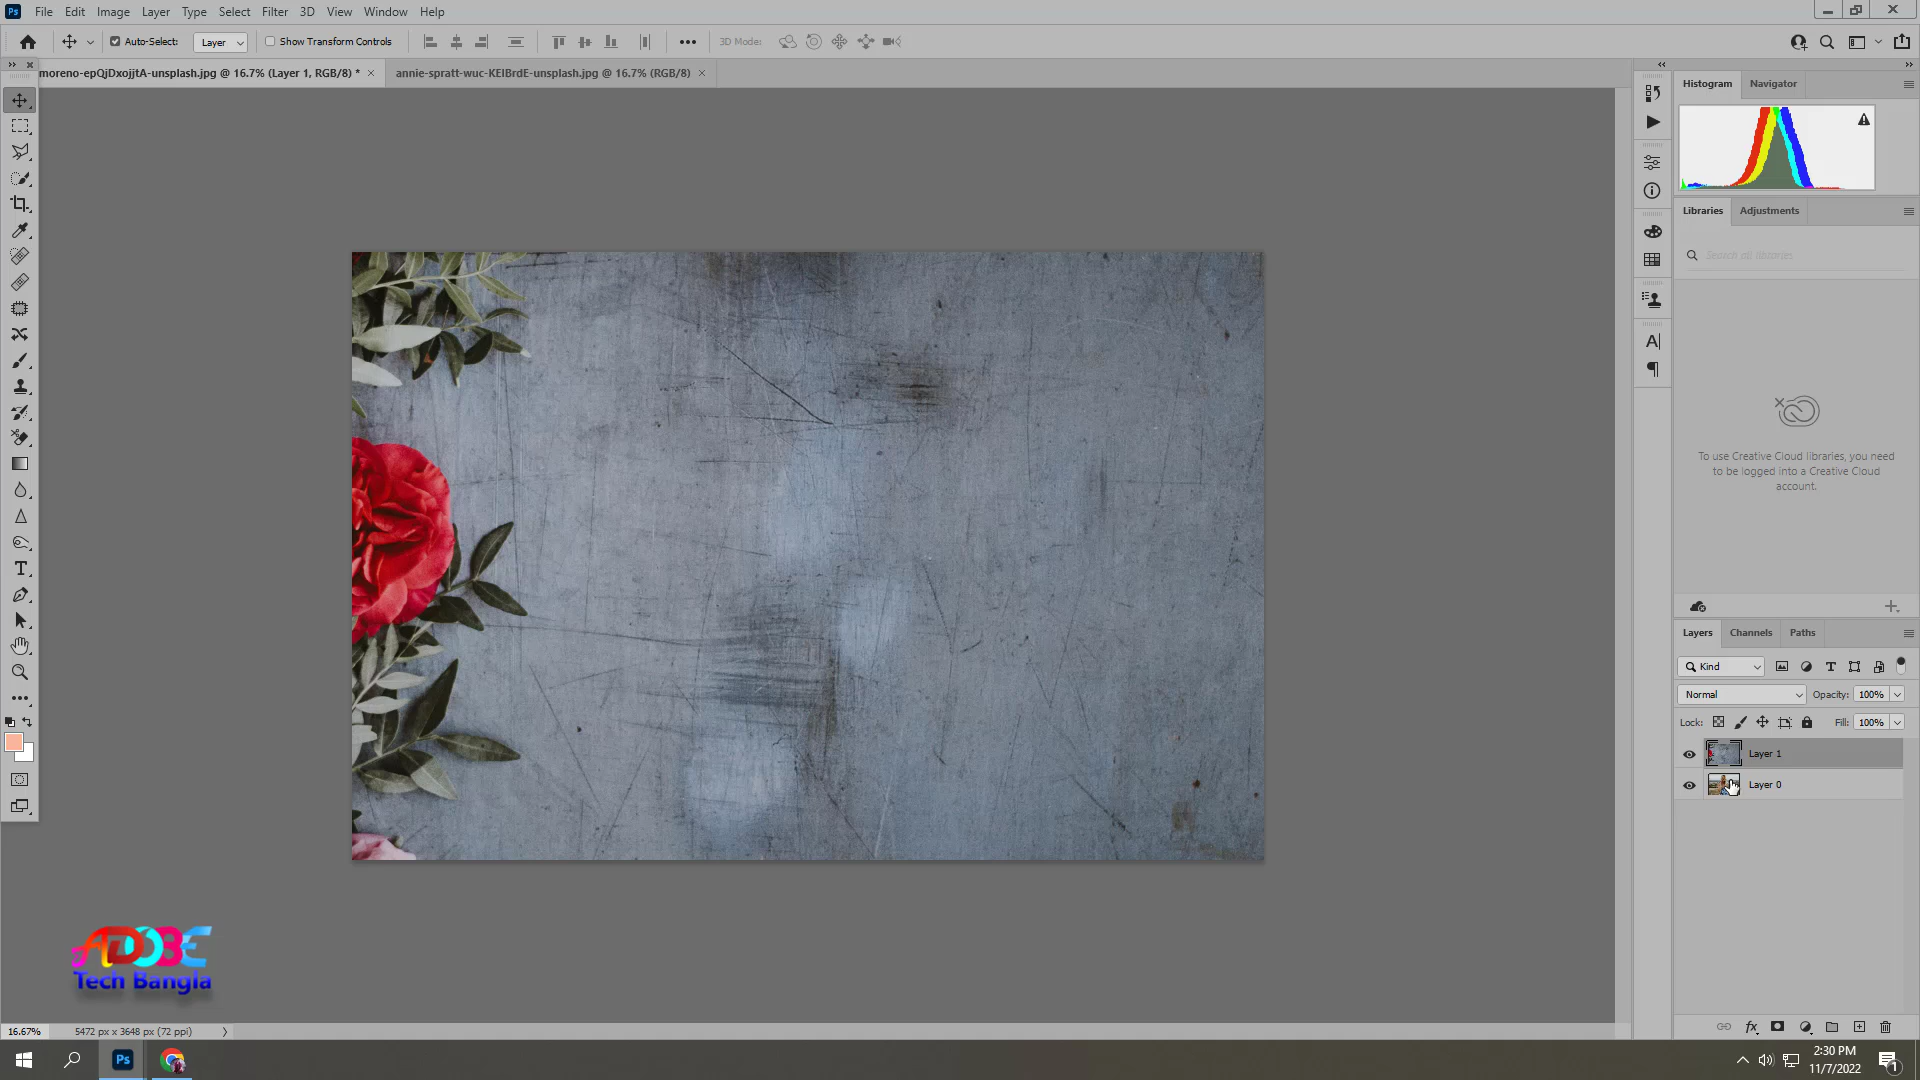 Ps File Edit Image Layer Type Select Filter 3D View Window Help
Auto-Select: Layer Show Transform Controls 3D Mode:
moreno-epQjDxojjtA-unsplash.jpg @ 16.7% (Layer 1, RGB/8) * annie-spratt-wuc-KEIBrdE-unsplash.jpg @ 16.7% (RGB/8)
Histogram Navigator
Libraries Adjustments
Search all libraries
To use Creative Cloud libraries, you need
to be logged into a Creative Cloud
account.
Layers Channels Paths
Kind
Normal Opacity: 100%
Lock: Fill: 100%
Layer 1
Layer 0
ADOBE
Tech Bangla
16.67% 5472 px x 3648 px (72 ppi)
Ps
2:30 PM
11/7/2022
1